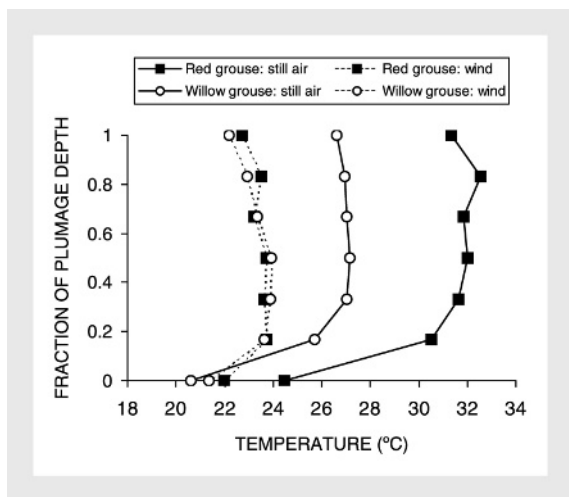 Red grouse: still air Red grouse: wind
Willow grouse: still air Willow grouse: wind
FRACTION OF PLUMAGE DEPTH
1
0.8
0.6
0.4
0.2
0
18 20 22 24 26 28 30 32 34
TEMPERATURE (ºC)